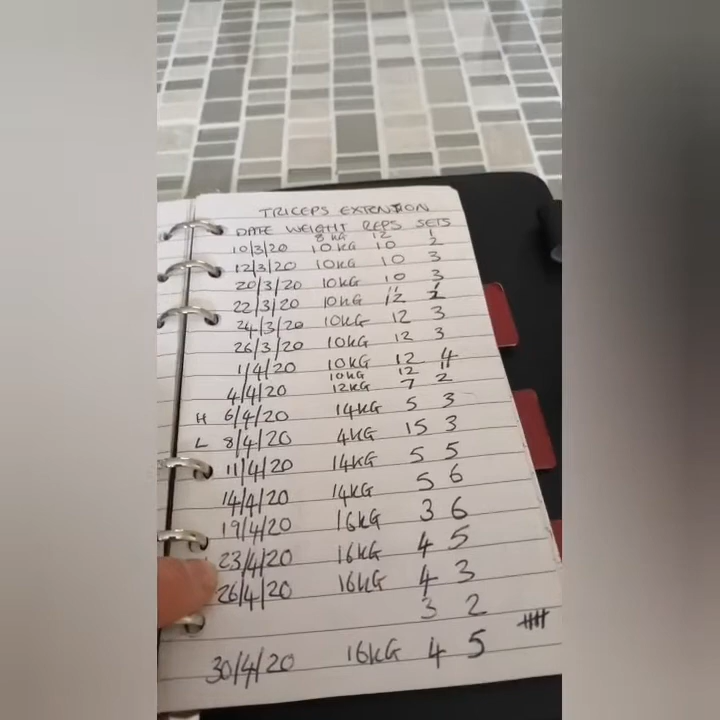 TRICEPS EXTENSION
DATE WEIGHT REPS SETS
8 KG 12 1
10/3/20 10KG 10 2
12/3/20 10KG 10 3
20/3/20 10KG 10 3
11 1
22/3/20 10KG 12 2
24/3/20 10KG 12 3
26/3/20 10KG 12 3
1/4/20 10KG 12 4
10KG 12
4/4/20 12KG 7 2
H 6/4/20 14KG 5 3
L 8/4/20 4KG 15 3
11/4/20 14KG 5 5
14/4/20 14KG 5 6
19/4/20 16KG 3 6
23/4/20 16KG 4 5
26/4/20 16KG 4 3
3 2
30/4/20 16KG 4 5